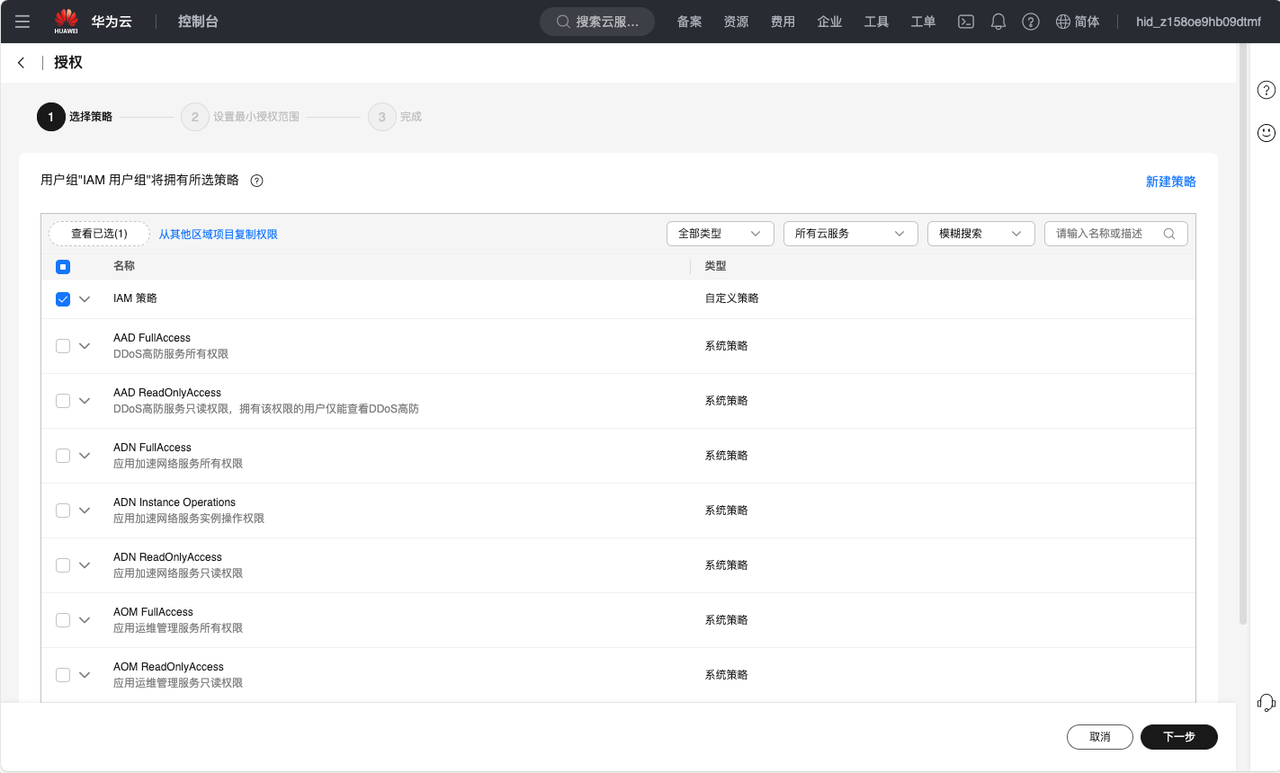 HUAWEI
华为云
控制台
搜索云服...
备案
资源
费用
企业
工具
工单
简体
hid_z158oe9hb09dtmf
授权
1 选择策略
2 设置最小授权范围
3 完成
用户组"IAM 用户组"将拥有所选策略
新建策略
查看已选(1)
从其他区域项目复制权限
全部类型
所有云服务
模糊搜索
请输入名称或描述
名称
类型
IAM 策略
自定义策略
AAD FullAccess
DDoS高防服务所有权限
系统策略
AAD ReadOnlyAccess
DDoS高防服务只读权限，拥有该权限的用户仅能查看DDoS高防
系统策略
ADN FullAccess
应用加速网络服务所有权限
系统策略
ADN Instance Operations
应用加速网络服务实例操作权限
系统策略
ADN ReadOnlyAccess
应用加速网络服务只读权限
系统策略
AOM FullAccess
应用运维管理服务所有权限
系统策略
AOM ReadOnlyAccess
应用运维管理服务只读权限
系统策略
取消
下一步